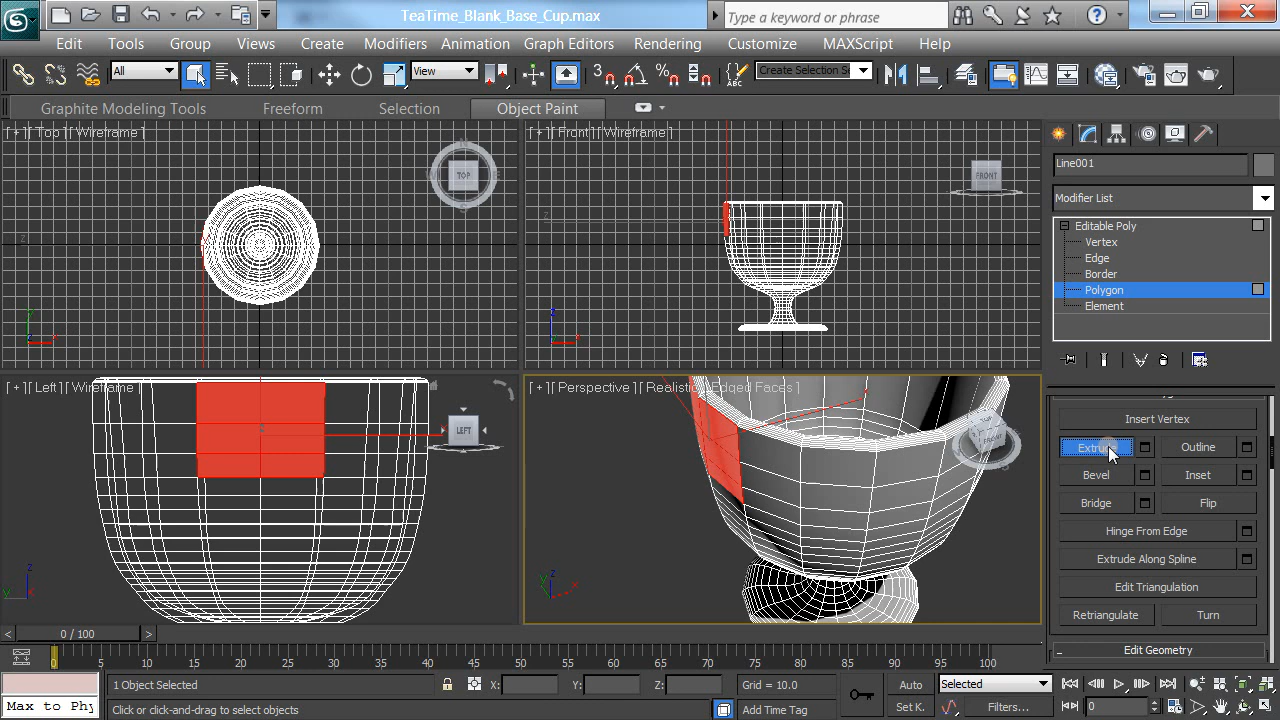 TeaTime_Blank_Base_Cup.max
Type a keyword or phrase
Edit Tools Group Views Create Modifiers Animation Graph Editors Rendering Customize MAXScript Help
All
View
Create Selection Se
Graphite Modeling Tools Freeform Selection Object Paint
[ + ][ Top ][ Wireframe ]
TOP
[ + ][ Front ][ Wireframe ]
FRONT
Line001
Modifier List
Editable Poly
Vertex
Edge
Border
Polygon
Element
[ + ][ Left ][ Wireframe ]
LEFT
[ + ][ Perspective ][ Realistic + Edged Faces ]
FRONT
Insert Vertex
Extrude Outline
Bevel Inset
Bridge Flip
Hinge From Edge
Extrude Along Spline
Edit Triangulation
Retriangulate Turn
- Edit Geometry
< 0 / 100 >
0 5 10 15 20 25 30 35 40 45 50 55 60 65 70 75 80 85 90 95 100
1 Object Selected X: Y: Z: Grid = 10.0 Auto Selected
Max to Phy Click or click-and-drag to select objects Add Time Tag Set K. Filters... 0